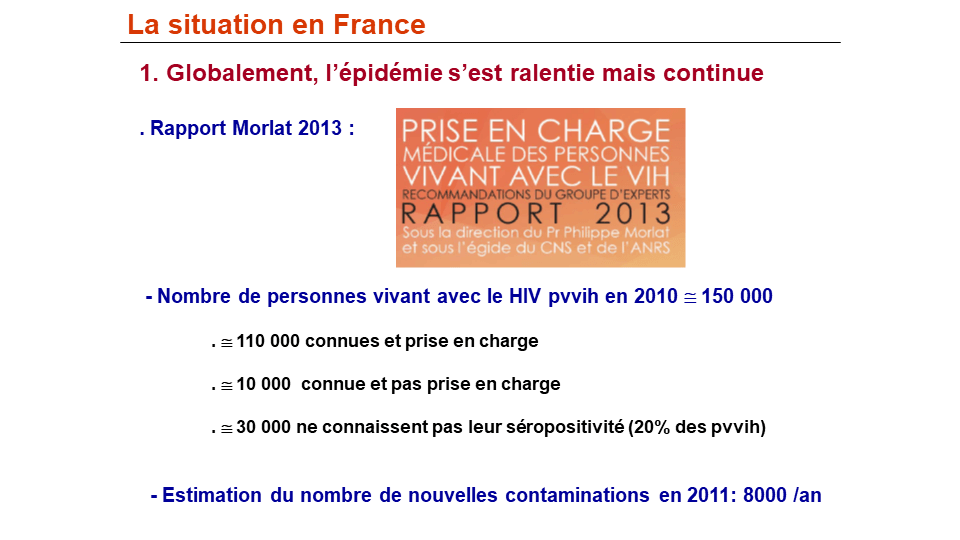 La situation en France
1. Globalement, l’épidémie s’est ralentie mais continue
. Rapport Morlat 2013 :
PRISE EN CHARGE
MÉDICALE DES PERSONNES
VIVANT AVEC LE VIH
RECOMMANDATIONS DU GROUPE D’EXPERTS
RAPPORT 2013
Sous la direction du Pr Philippe Morlat
et sous l’égide du CNS et de l’ANRS
- Nombre de personnes vivant avec le HIV pvvih en 2010 ≅ 150 000
. ≅ 110 000 connues et prise en charge
. ≅ 10 000 connue et pas prise en charge
. ≅ 30 000 ne connaissent pas leur séropositivité (20% des pvvih)
- Estimation du nombre de nouvelles contaminations en 2011: 8000 /an